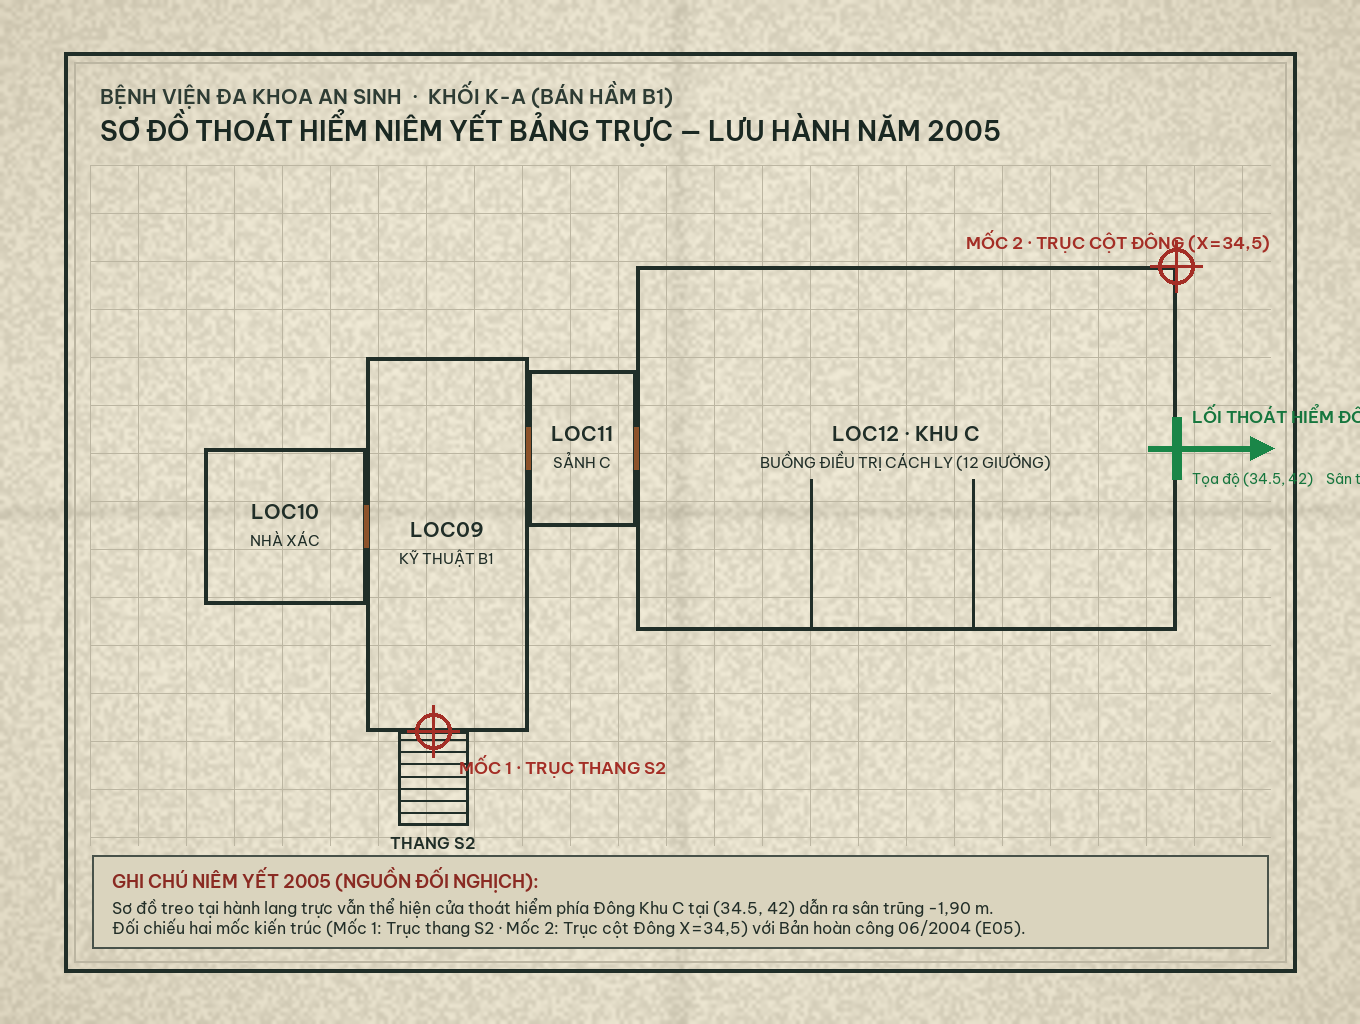 BỆNH VIỆN ĐA KHOA AN SINH · KHỐI K-A (BÁN HẦM B1)
SƠ ĐỒ THOÁT HIỂM NIÊM YẾT BẢNG TRỰC – LƯU HÀNH NĂM 2005
MỐC 2 · TRỤC CỘT ĐÔNG (X=34,5)
LỐI THOÁT HIỂM
LOC11
SẢNH C
LOC12 · KHU C
BUỒNG ĐIỀU TRỊ CÁCH LY (12 GIƯỜNG)
Tọa độ (34.5, 42) Sân
LOC10
NHÀ XÁC
LOC09
KỸ THUẬT B1
MỐC 1 · TRỤC THANG S2
THANG S2
GHI CHÚ NIÊM YẾT 2005 (NGUỒN ĐỐI NGHỊCH):
Sơ đồ treo tại hành lang trực vẫn thể hiện cửa thoát hiểm phía Đông Khu C tại (34.5, 42) dẫn ra sân trũng -1,90 m.
Đối chiếu hai mốc kiến trúc (Mốc 1: Trục thang S2 · Mốc 2: Trục cột Đông X=34,5) với Bản hoàn công 06/2004 (E05).